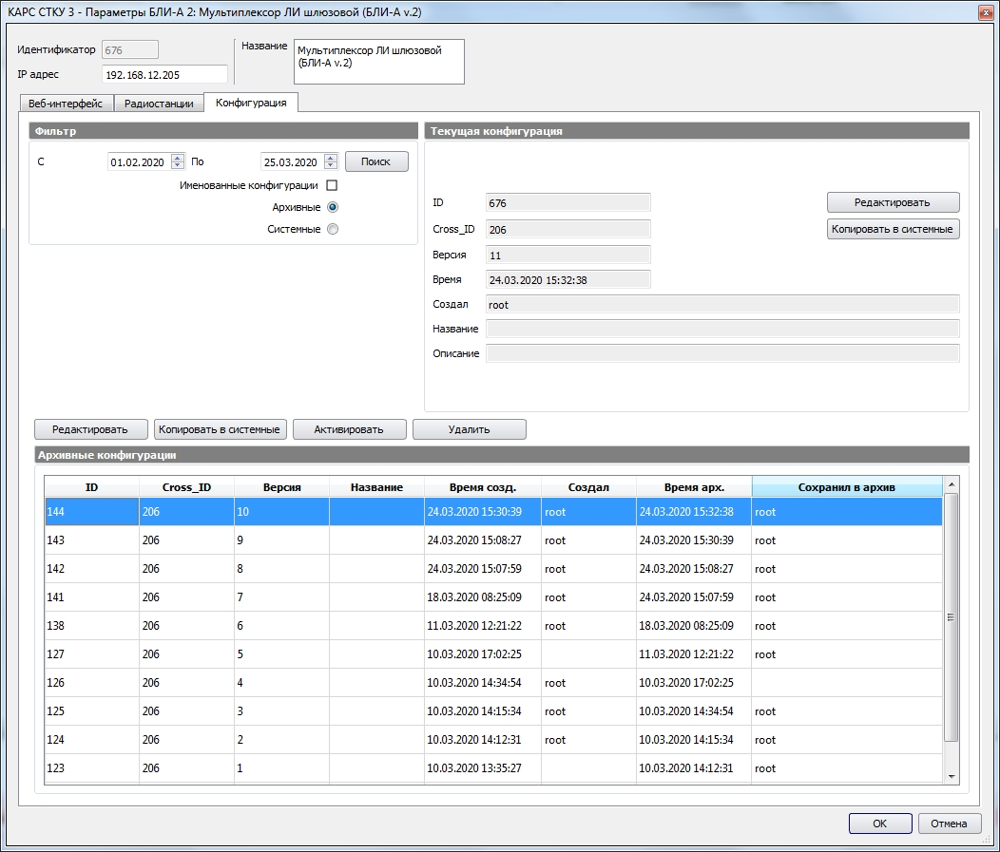 КАРС СТКУ 3 - Параметры БЛИ-А 2: Мультиплексор ЛИ шлюзовой (БЛИ-А v.2)
Идентификатор 676 Название Мультиплексор ЛИ шлюзовой
(БЛИ-А v.2)
IP адрес 192.168.12.205
Веб-интерфейс Радиостанции Конфигурация
Фильтр
С 01.02.2020 По 25.03.2020 Поиск
Именованные конфигурации
Архивные
Системные
Текущая конфигурация
ID 676 Редактировать
Cross_ID 206 Копировать в системные
Версия 11
Время 24.03.2020 15:32:38
Создал root
Название
Описание
Редактировать Копировать в системные Активировать Удалить
Архивные конфигурации
ID Cross_ID Версия Название Время созд. Создал Время арх. Сохранил в архив
144 206 10 24.03.2020 15:30:39 root 24.03.2020 15:32:38 root
143 206 9 24.03.2020 15:08:27 root 24.03.2020 15:30:39 root
142 206 8 24.03.2020 15:07:59 root 24.03.2020 15:08:27 root
141 206 7 18.03.2020 08:25:09 root 24.03.2020 15:07:59 root
138 206 6 11.03.2020 12:21:22 root 18.03.2020 08:25:09 root
127 206 5 10.03.2020 17:02:25 11.03.2020 12:21:22 root
126 206 4 10.03.2020 14:34:54 root 10.03.2020 17:02:25
125 206 3 10.03.2020 14:15:34 root 10.03.2020 14:34:54 root
124 206 2 10.03.2020 14:12:31 root 10.03.2020 14:15:34 root
123 206 1 10.03.2020 13:35:27 10.03.2020 14:12:31 root
OK Отмена